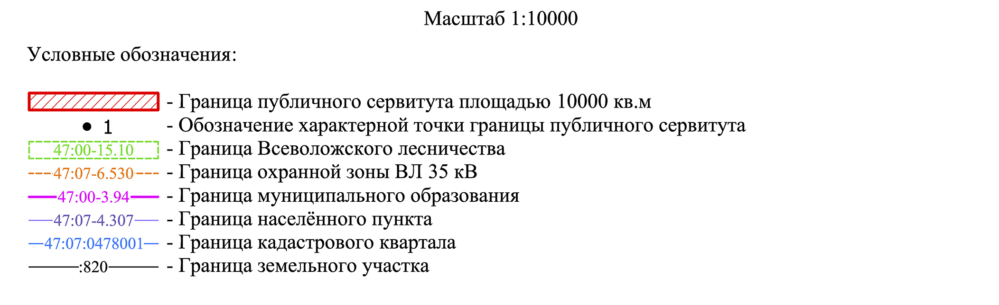 Масштаб 1:10000
Условные обозначения:
- Граница публичного сервитута площадью 10000 кв.м
• 1 - Обозначение характерной точки границы публичного сервитута
47:00-15.10 - Граница Всеволожского лесничества
47:07-6.530 - Граница охранной зоны ВЛ 35 кВ
47:00-3.94 - Граница муниципального образования
47:07-4.307 - Граница населённого пункта
47:07:0478001 - Граница кадастрового квартала
:820 - Граница земельного участка